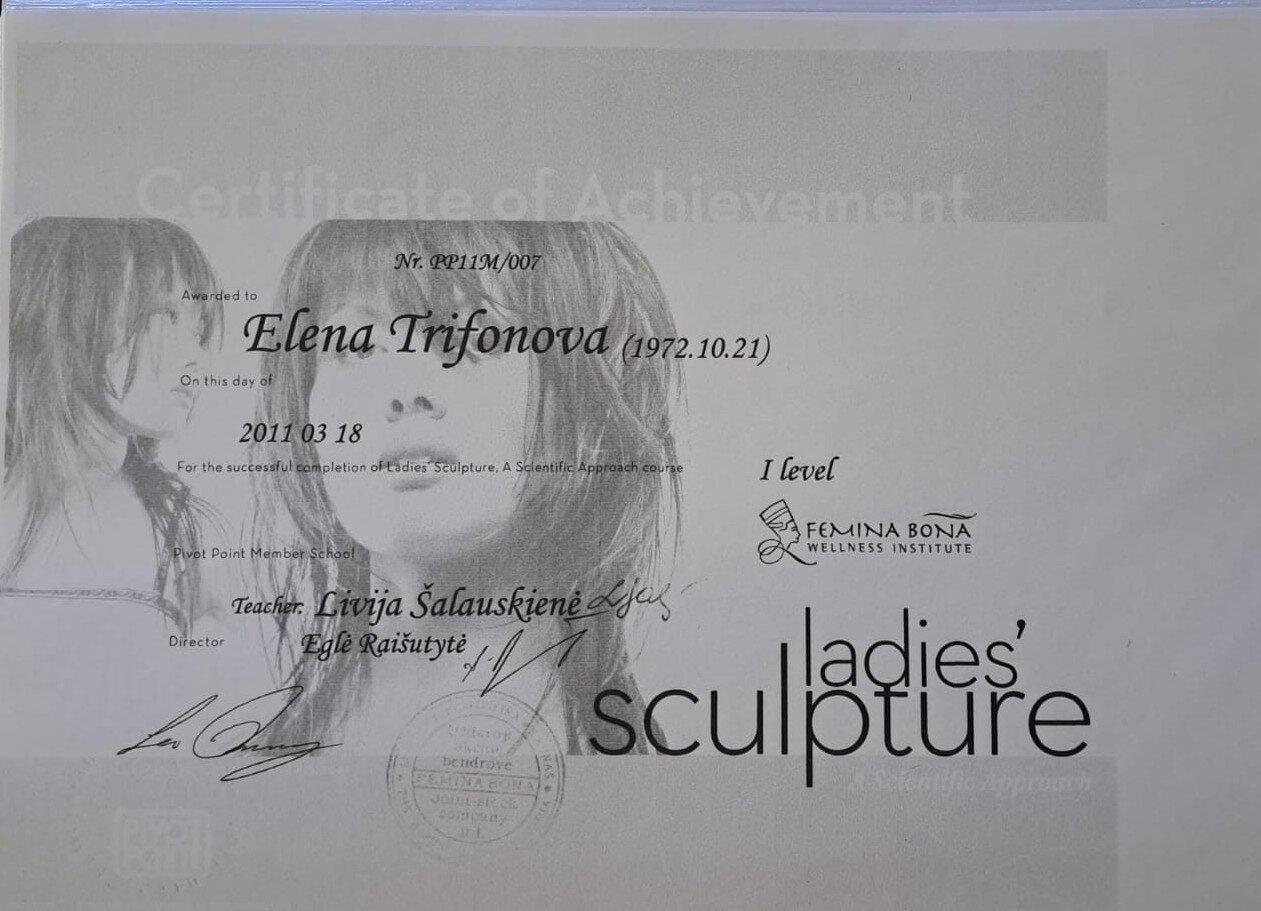 Certificate of Achievement
Nr. PP11M/007
Awarded to
Elena Trifonova (1972.10.21)
On this day of
2011 03 18
For the successful completion of Ladies' Sculpture, A Scientific Approach course
I level
FEMINA BONA
WELLNESS INSTITUTE
Pivot Point Member School
Teacher: Livija Šalauskienė
Director Eglė Raišutytė
ladies'
sculpture
A Scientific Approach
bendrovė
FEMINA BONA
Joint-stock
company
PIVOT
POINT